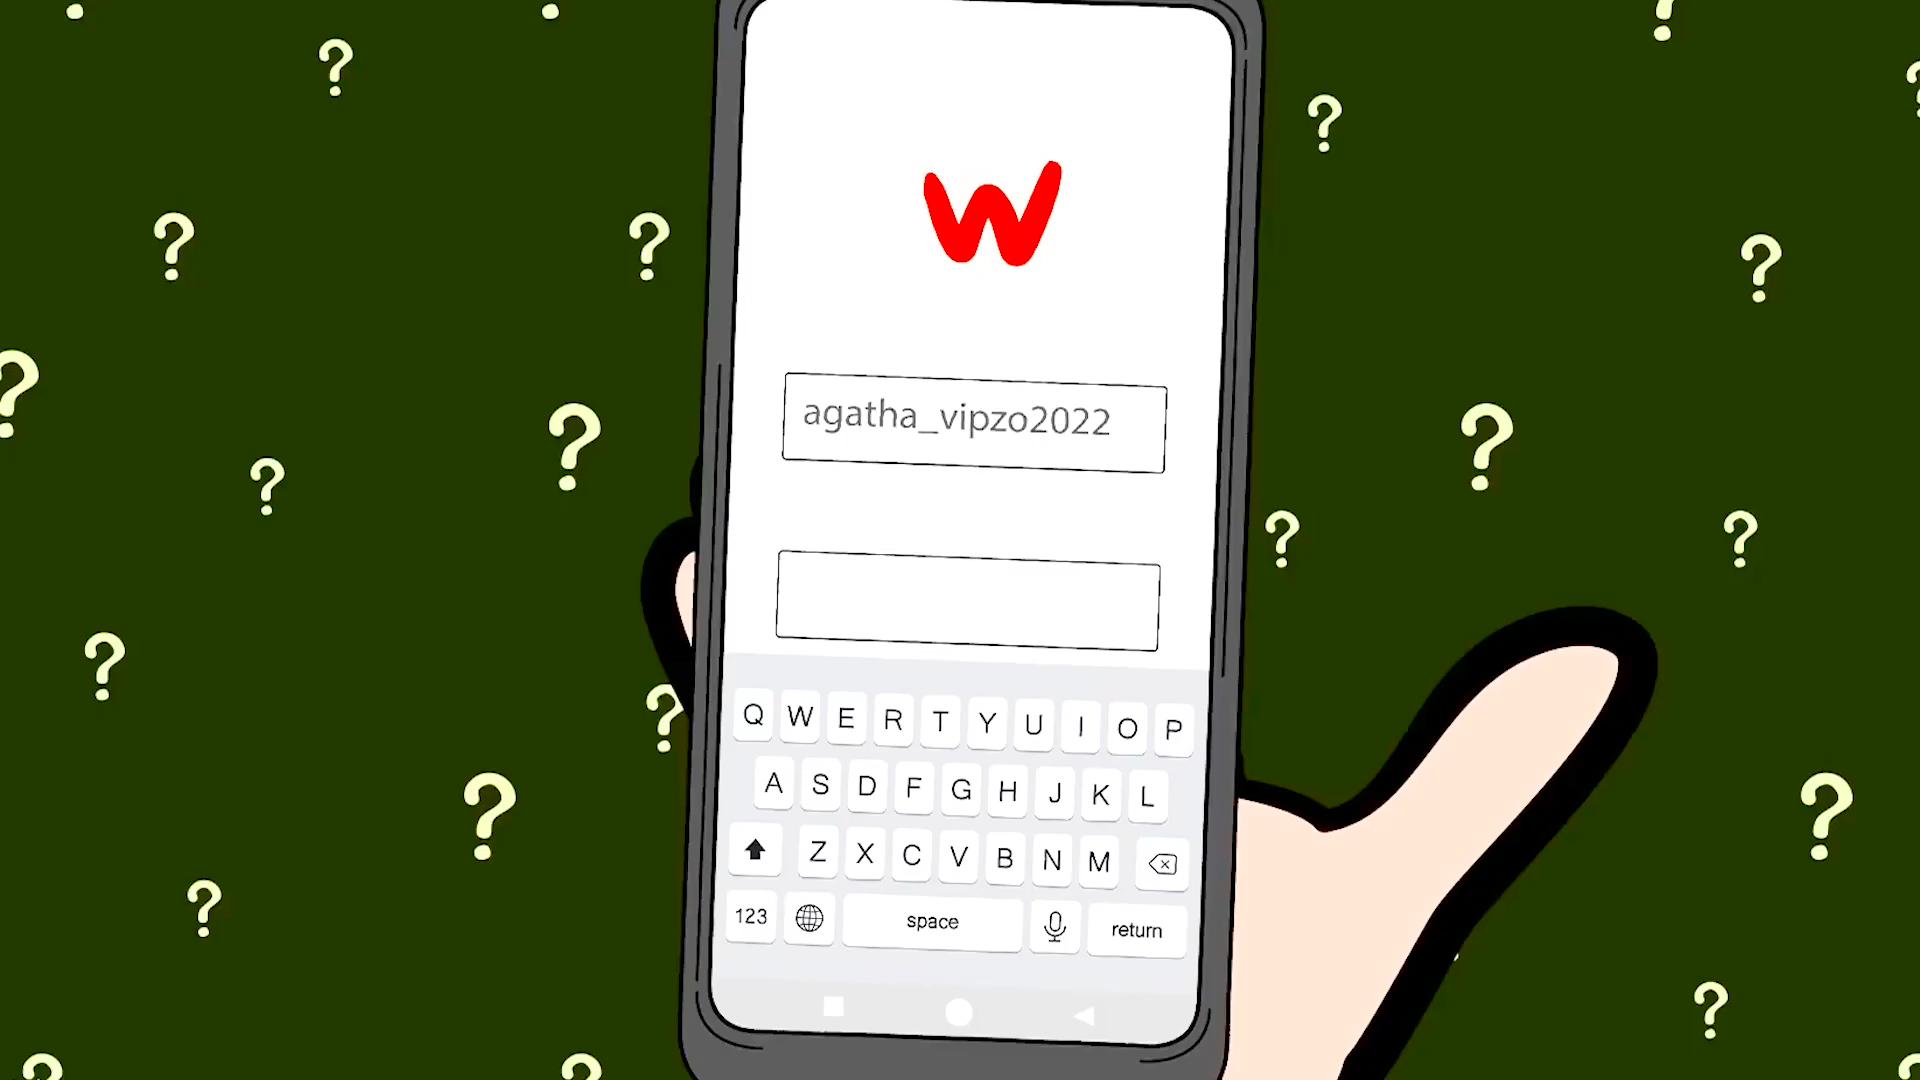 W
agatha_vipzo2022
Q W E R T Y U I O P
A S D F G H J K L
Z X C V B N M
123 space return